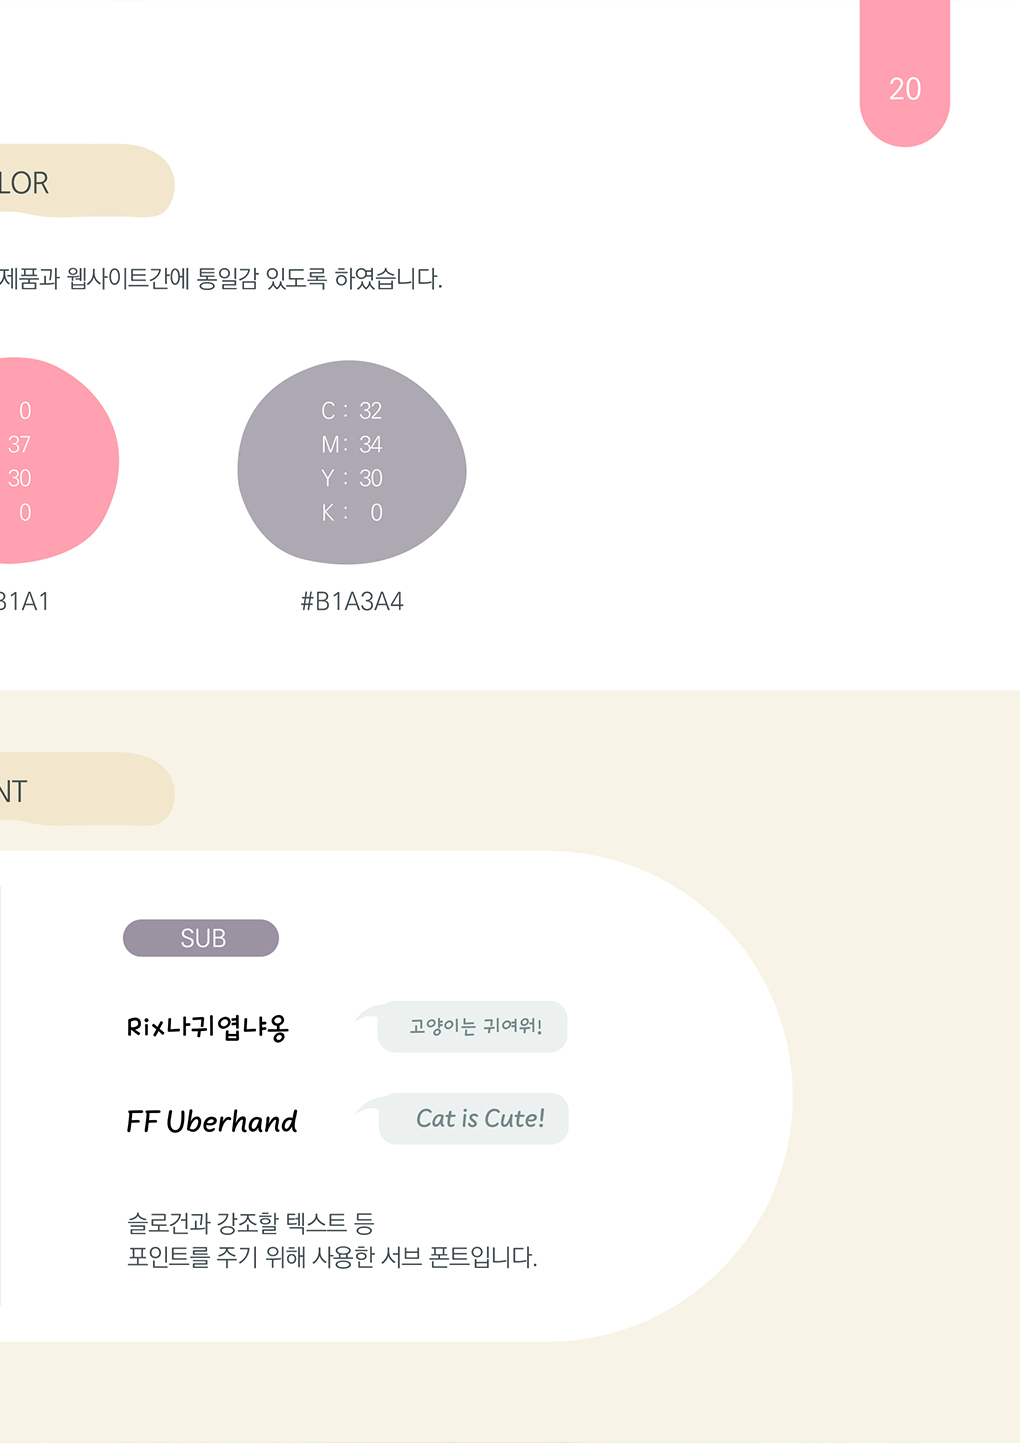 20
LOR
제품과 웹사이트간에 통일감 있도록 하였습니다.
0
37
30
0
C : 32
M : 34
Y : 30
K : 0
B1A1
#B1A3A4
NT
SUB
Rix나귀엽냐옹
고양이는 귀여워!
FF Uberhand
Cat is Cute!
슬로건과 강조할 텍스트 등
포인트를 주기 위해 사용한 서브 폰트입니다.